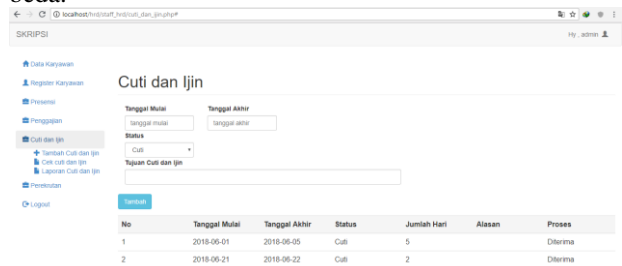 localhost/hrd/staff_hrd/cuti_dan_ijin.php#
SKRIPSI
Hy , admin
Data Karyawan
Register Karyawan
Presensi
Penggajian
Cuti dan Ijin
Tambah Cuti dan Ijin
Cek cuti dan Ijin
Laporan Cuti dan Ijin
Perekrutan
Logout
Cuti dan Ijin
Tanggal Mulai Tanggal Akhir
tanggal mulai tanggal akhir
Status
Cuti
Tujuan Cuti dan Ijin
Tambah
No Tanggal Mulai Tanggal Akhir Status Jumlah Hari Alasan Proses
1 2018-06-01 2018-06-05 Cuti 5 Diterima
2 2018-06-21 2018-06-22 Cuti 2 Diterima